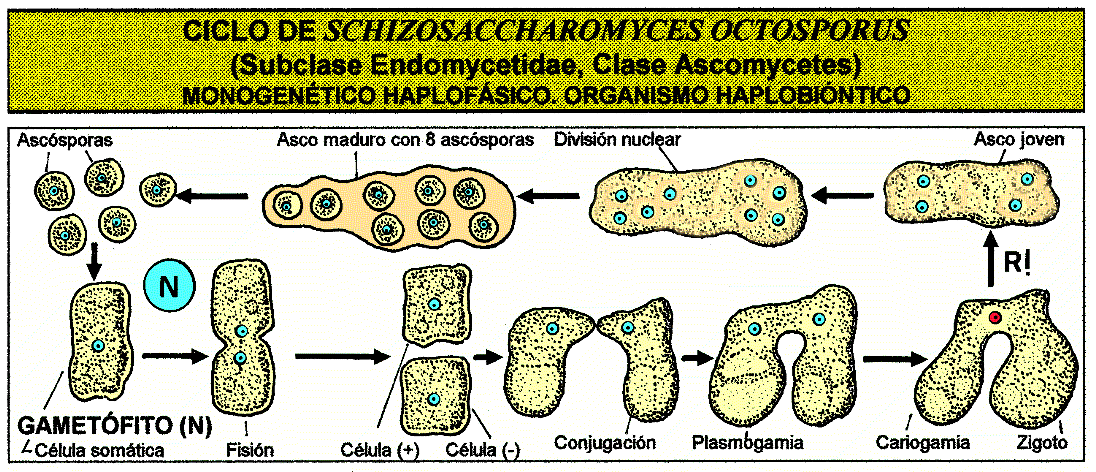 CICLO DE SCHIZOSACCHAROMYCES OCTOSPORUS
(Subclase Endomycetidae, Clase Ascomycetes)
MONOGENÉTICO HAPLOFÁSICO. ORGANISMO HAPLOBIÓNTICO
Ascósporas
Asco maduro con 8 ascósporas
División nuclear
Asco joven
N
R!
GAMETÓFITO (N)
Célula somática
Fisión
Célula (+)
Célula (-)
Conjugación
Plasmogamia
Cariogamia
Zigoto